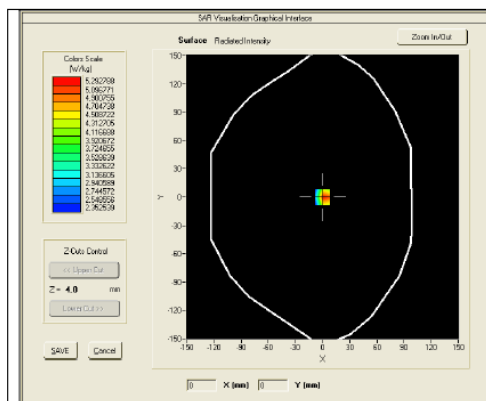 SAR Visualisation Graphical Interface
Surface Radiated Intensity
Zoom In/Out
Colors Scale
(W/kg)
5.292788
5.096771
4.900755
4.704738
4.508722
4.312705
4.116688
3.920672
3.724655
3.528639
3.332622
3.136605
2.940589
2.744572
2.548556
2.352539
Z-Cuts Control
<< Upper Cut
Z = 4.0 mm
Lower Cut >>
SAVE Cancel
150-
120-
90-
60-
30-
0-
-30-
-60-
-90-
-120-
-150-
Y
-150 -120 -90 -60 -30 0 30 60 90 120 150
X
0 X (mm) 0 Y (mm)